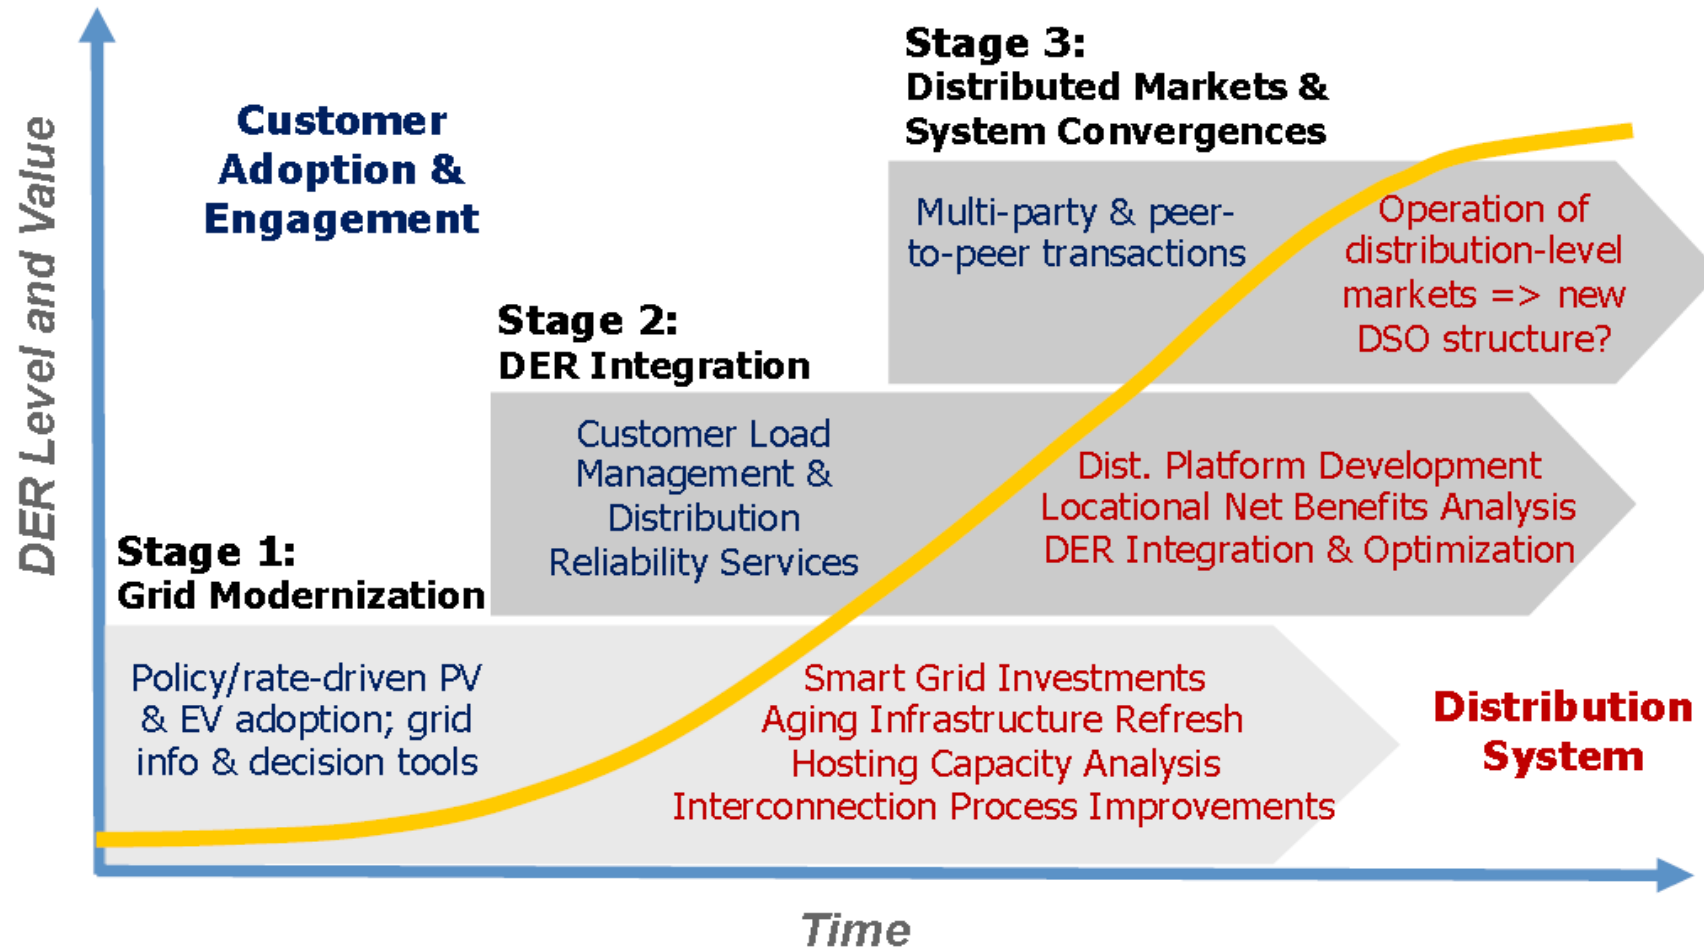 DER Level and Value
Customer
Adoption &
Engagement
Stage 3:
Distributed Markets &
System Convergences
Multi-party & peer-
to-peer transactions
Operation of
distribution-level
markets => new
DSO structure?
Stage 2:
DER Integration
Customer Load
Management &
Distribution
Reliability Services
Dist. Platform Development
Locational Net Benefits Analysis
DER Integration & Optimization
Stage 1:
Grid Modernization
Policy/rate-driven PV
& EV adoption; grid
info & decision tools
Smart Grid Investments
Aging Infrastructure Refresh
Hosting Capacity Analysis
Interconnection Process Improvements
Distribution
System
Time